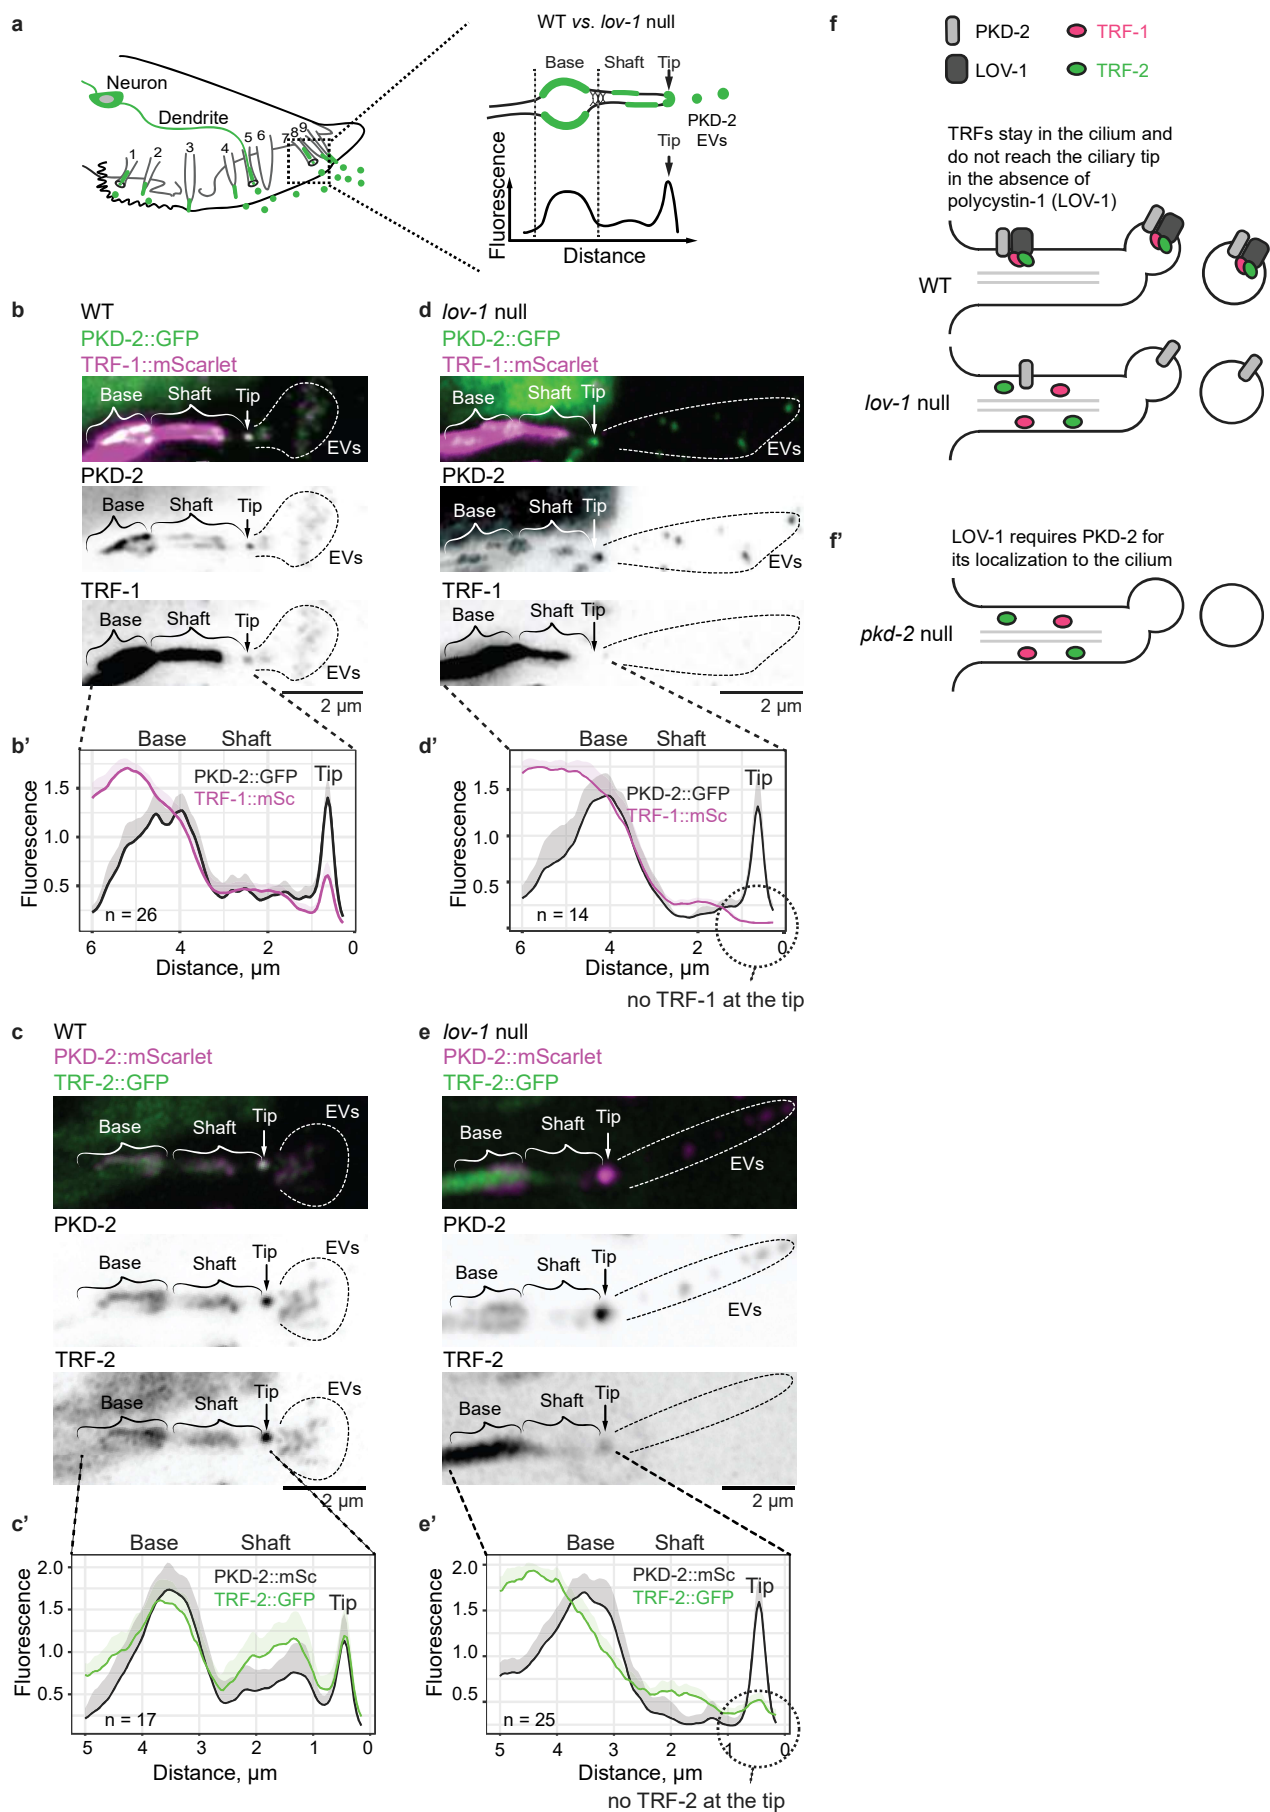 a
WT vs. lov-1 null
Neuron
Dendrite
1 2 3 4 5 6 7 8 9
Base Shaft Tip
PKD-2
EVs
Tip
Fluorescence
Distance
b WT
PKD-2::GFP
TRF-1::mScarlet
Base Shaft Tip
EVs
PKD-2
Base Shaft Tip
EVs
TRF-1
Base Shaft Tip
EVs
2 µm
b’
Base Shaft
PKD-2::GFP
TRF-1::mSc
Tip
Fluorescence
1.5
1.0
0.5
n = 26
6 4 2 0
Distance, µm
d lov-1 null
PKD-2::GFP
TRF-1::mScarlet
Base Shaft Tip
EVs
PKD-2
Base Shaft Tip
EVs
TRF-1
Base Shaft Tip
2 µm
d’
Base Shaft
PKD-2::GFP
TRF-1::mSc
Tip
Fluorescence
1.5
1.0
0.5
n = 14
6 4 2 0
Distance, µm
no TRF-1 at the tip
c WT
PKD-2::mScarlet
TRF-2::GFP
Base Shaft Tip EVs
PKD-2
Base Shaft Tip EVs
TRF-2
Base Shaft Tip EVs
2 µm
c’
Base Shaft
PKD-2::mSc
TRF-2::GFP
Tip
Fluorescence
2.0
1.5
1.0
0.5
n = 17
5 4 3 2 1 0
Distance, µm
e lov-1 null
PKD-2::mScarlet
TRF-2::GFP
Base Shaft Tip
EVs
PKD-2
Base Shaft Tip
EVs
TRF-2
Base Shaft Tip
2 µm
e’
Base Shaft
PKD-2::mSc
TRF-2::GFP
Tip
Fluorescence
2.0
1.5
1.0
0.5
n = 25
5 4 3 2 1 0
Distance, µm
no TRF-2 at the tip
f
PKD-2 TRF-1
LOV-1 TRF-2
TRFs stay in the cilium and
do not reach the ciliary tip
in the absence of
polycystin-1 (LOV-1)
WT
lov-1 null
f’
LOV-1 requires PKD-2 for
its localization to the cilium
pkd-2 null